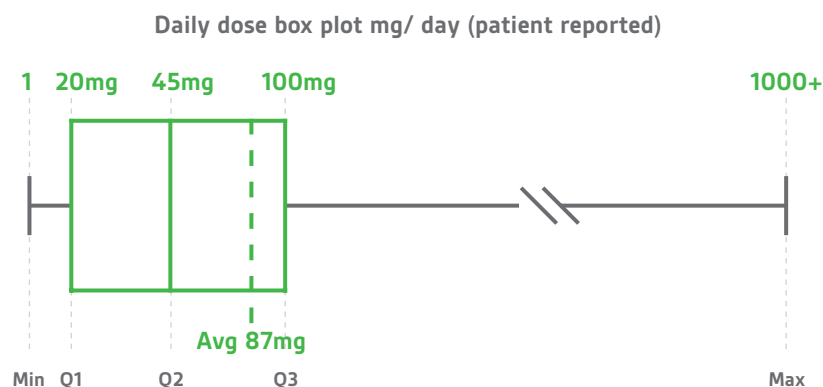 Daily dose box plot mg/ day (patient reported)
1 20mg 45mg 100mg 1000+
Avg 87mg
Min Q1 Q2 Q3 Max